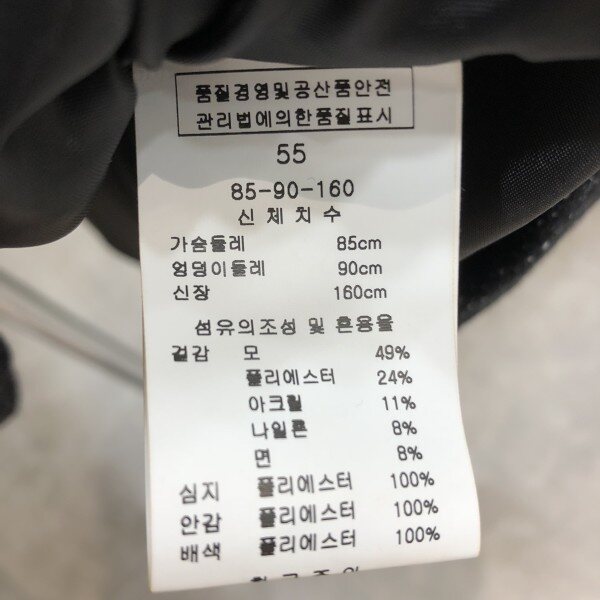 품질경영및공산품안전
관리법에의한품질표시
55
85-90-160
신체치수
가슴둘레 85cm
엉덩이둘레 90cm
신장 160cm
섬유의조성 및 혼용율
겉감 모 49%
폴리에스터 24%
아크릴 11%
나일론 8%
면 8%
심지 폴리에스터 100%
안감 폴리에스터 100%
배색 폴리에스터 100%